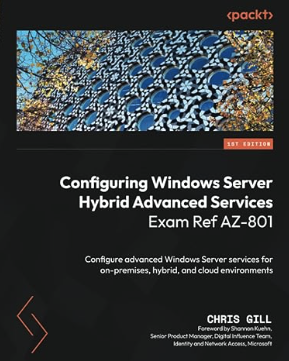 <packt>
1ST EDITION
Configuring Windows Server
Hybrid Advanced Services
Exam Ref AZ-801
Configure advanced Windows Server services for
on-premises, hybrid, and cloud environments
CHRIS GILL
Foreword by Shannon Kuehn,
Senior Product Manager, Digital Influence Team,
Identity and Network Access, Microsoft